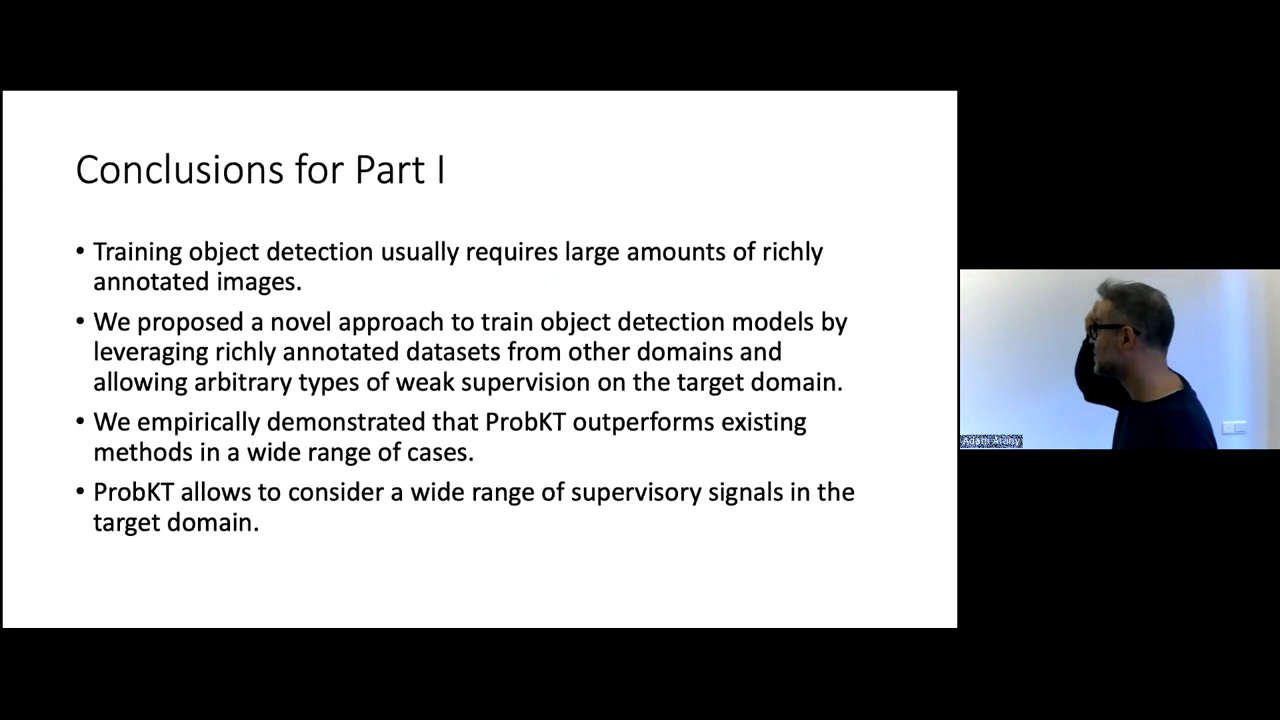 Conclusions for Part I
• Training object detection usually requires large amounts of richly
annotated images.
• We proposed a novel approach to train object detection models by
leveraging richly annotated datasets from other domains and
allowing arbitrary types of weak supervision on the target domain.
• We empirically demonstrated that ProbKT outperforms existing
methods in a wide range of cases.
• ProbKT allows to consider a wide range of supervisory signals in the
target domain.
Adam Arany